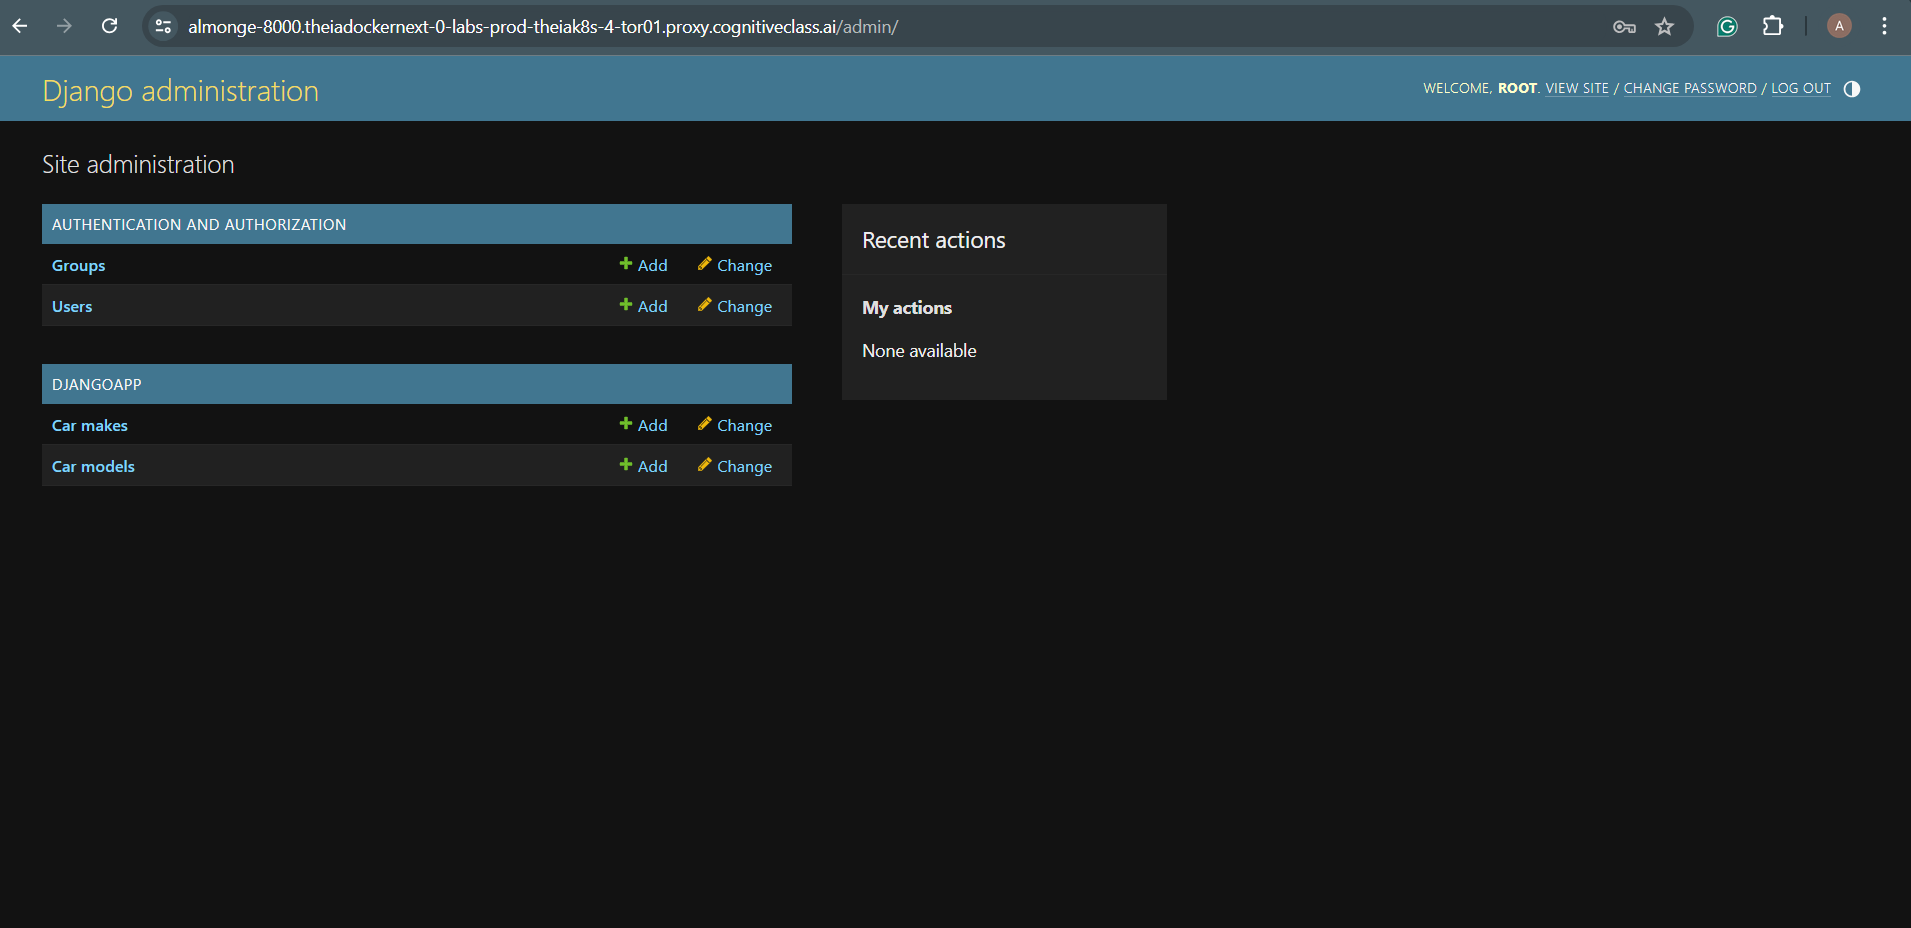 almonge-8000.theiadockernext-0-labs-prod-theiak8s-4-tor01.proxy.cognitiveclass.ai/admin/
A
Django administration
WELCOME, ROOT. VIEW SITE / CHANGE PASSWORD / LOG OUT
Site administration
AUTHENTICATION AND AUTHORIZATION
Groups Add Change
Users Add Change
DJANGOAPP
Car makes Add Change
Car models Add Change
Recent actions
My actions
None available